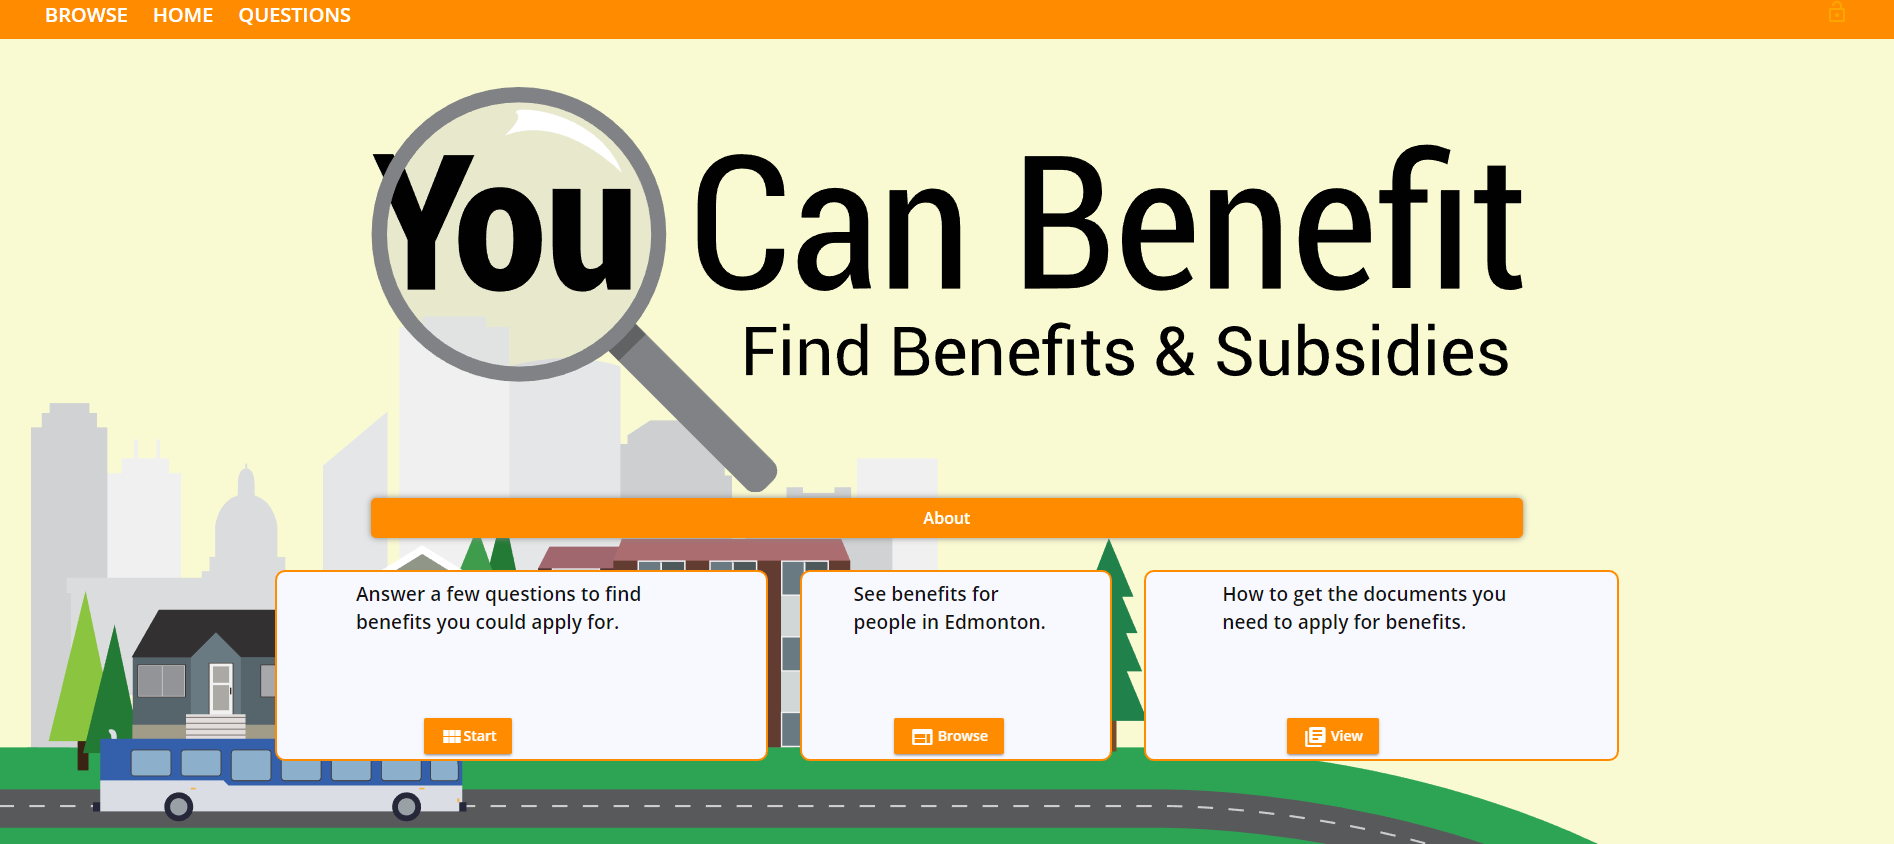 BROWSE HOME QUESTIONS
You Can Benefit
Find Benefits & Subsidies
About
Answer a few questions to find
benefits you could apply for.
Start
See benefits for
people in Edmonton.
Browse
How to get the documents you
need to apply for benefits.
View